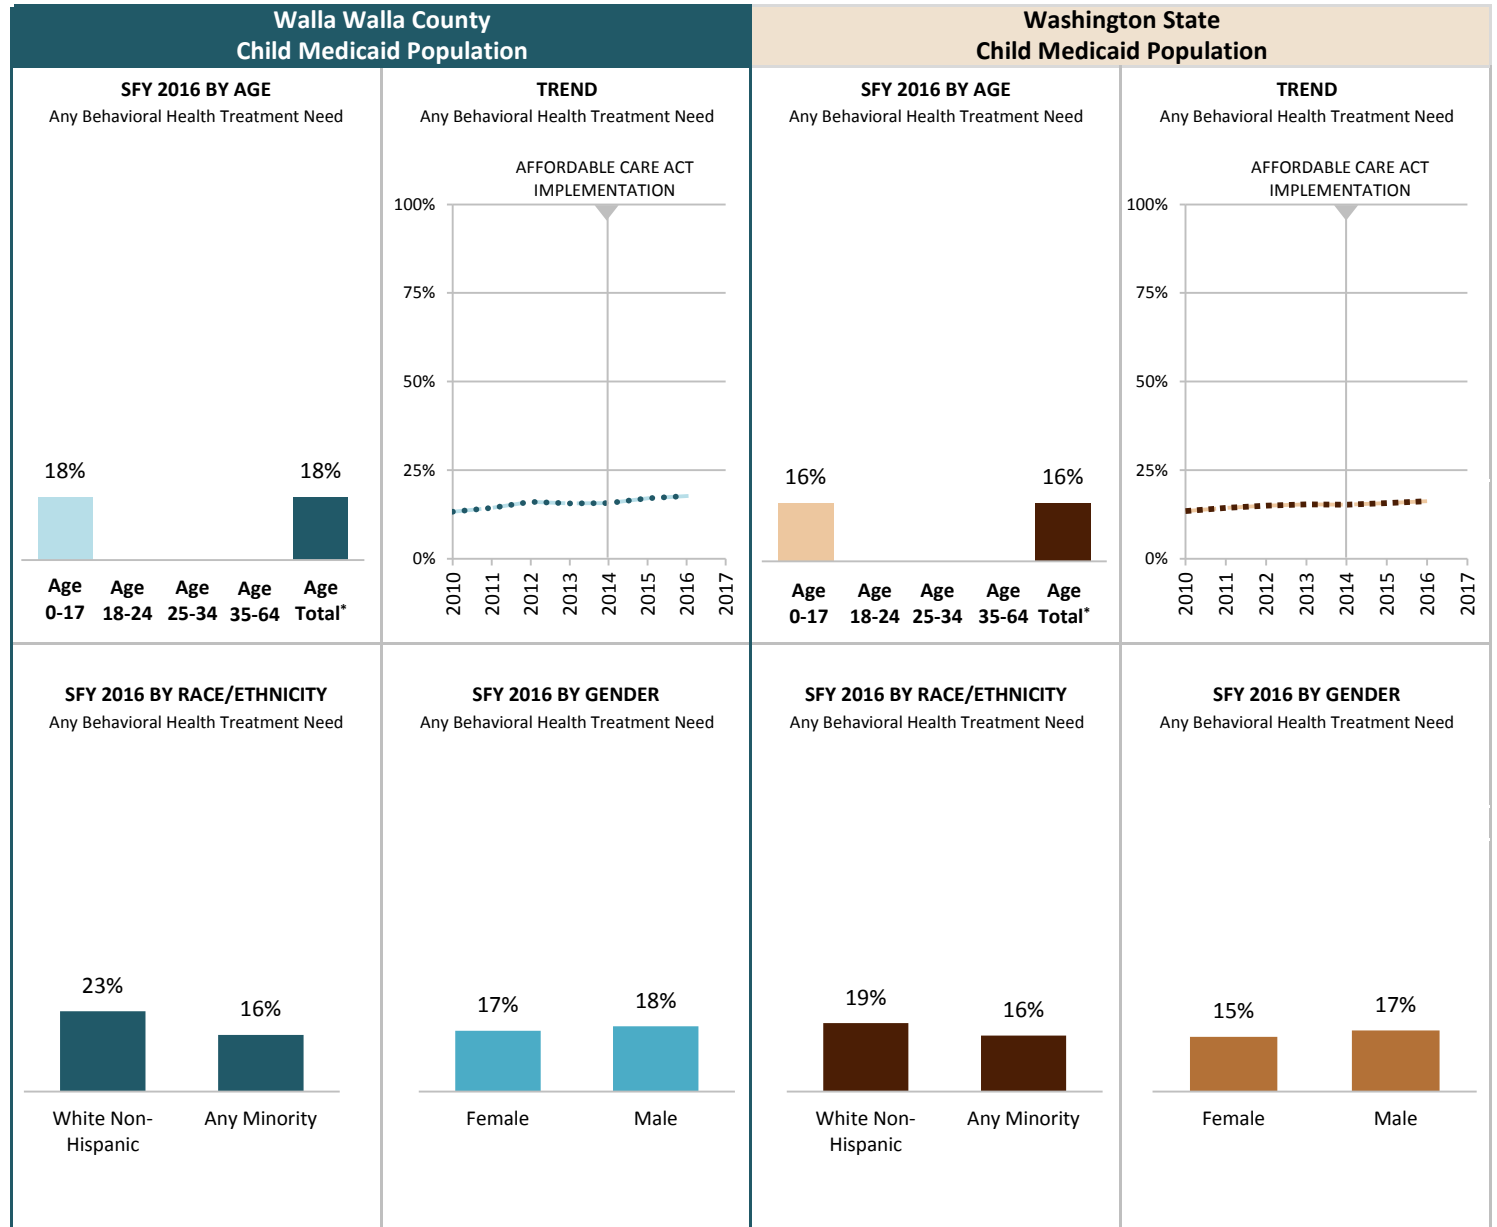 Walla Walla County
Child Medicaid Population
SFY 2016 BY AGE
Any Behavioral Health Treatment Need
18%
18%
Age
0-17
Age
18-24
Age
25-34
Age
35-64
Age
Total*
TREND
Any Behavioral Health Treatment Need
AFFORDABLE CARE ACT
IMPLEMENTATION
100%
75%
50%
25%
0%
2010
2011
2012
2013
2014
2015
2016
2017
SFY 2016 BY RACE/ETHNICITY
Any Behavioral Health Treatment Need
23%
16%
White Non-
Hispanic
Any Minority
SFY 2016 BY GENDER
Any Behavioral Health Treatment Need
17%
18%
Female
Male
Washington State
Child Medicaid Population
SFY 2016 BY AGE
Any Behavioral Health Treatment Need
16%
16%
Age
0-17
Age
18-24
Age
25-34
Age
35-64
Age
Total*
TREND
Any Behavioral Health Treatment Need
AFFORDABLE CARE ACT
IMPLEMENTATION
100%
75%
50%
25%
0%
2010
2011
2012
2013
2014
2015
2016
2017
SFY 2016 BY RACE/ETHNICITY
Any Behavioral Health Treatment Need
19%
16%
White Non-
Hispanic
Any Minority
SFY 2016 BY GENDER
Any Behavioral Health Treatment Need
15%
17%
Female
Male